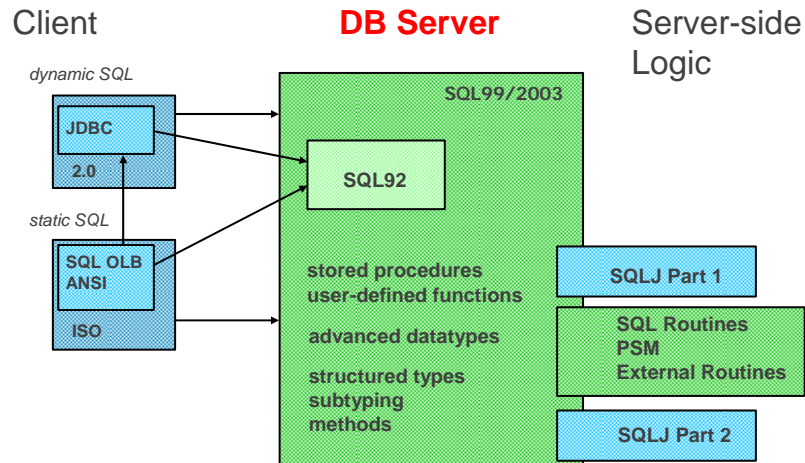 Client
DB Server
Server-side
Logic
dynamic SQL
JDBC
2.0
static SQL
SQL OLB
ANSI
ISO
SQL99/2003
SQL92
stored procedures
user-defined functions
advanced datatypes
structured types
subtyping
methods
SQLJ Part 1
SQL Routines
PSM
External Routines
SQLJ Part 2